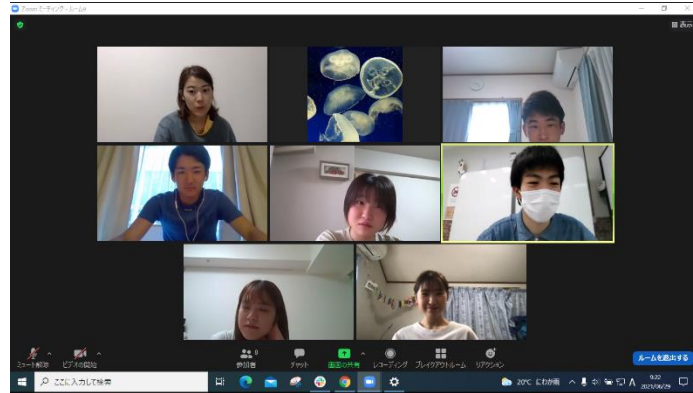 Zoom ミーティング - ルーム
表示
ミュート解除
ビデオの開始
参加者
チャット
画面の共有
レコーディング
ブレイクアウトルーム
リアクション
ルームを退出する
ここに入力して検索
20°C にわか雨
A
9:22
2021/06/29